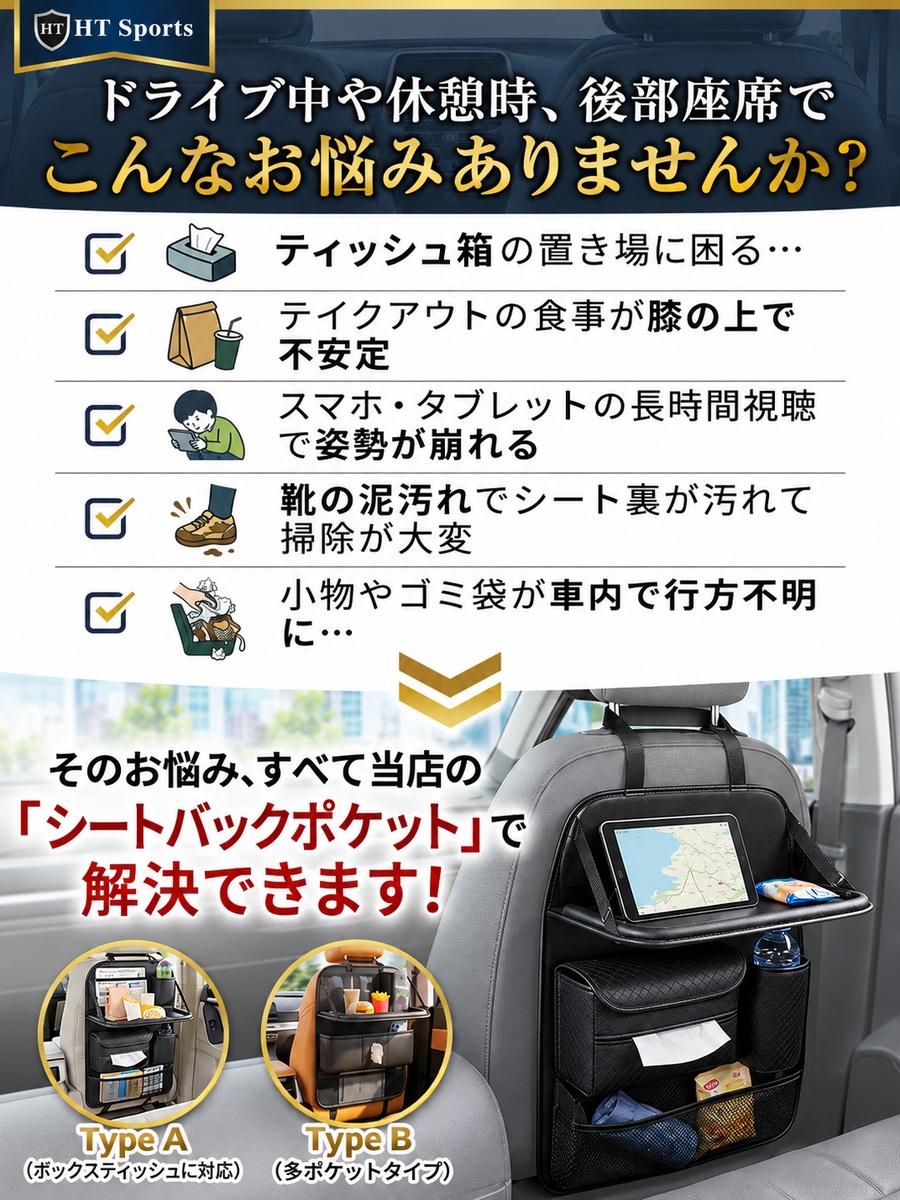 HT HT Sports
ドライブ中や休憩時、後部座席で
こんなお悩みありませんか?
ティッシュ箱の置き場に困る…
テイクアウトの食事が膝の上で
不安定
スマホ・タブレットの長時間視聴
で姿勢が崩れる
靴の泥汚れでシート裏が汚れて
掃除が大変
小物やゴミ袋が車内で行方不明
に…
そのお悩み、すべて当店の
「シートバックポケット」で
解決できます!
Type A
(ボックスティッシュに対応)
Type B
(多ポケットタイプ)